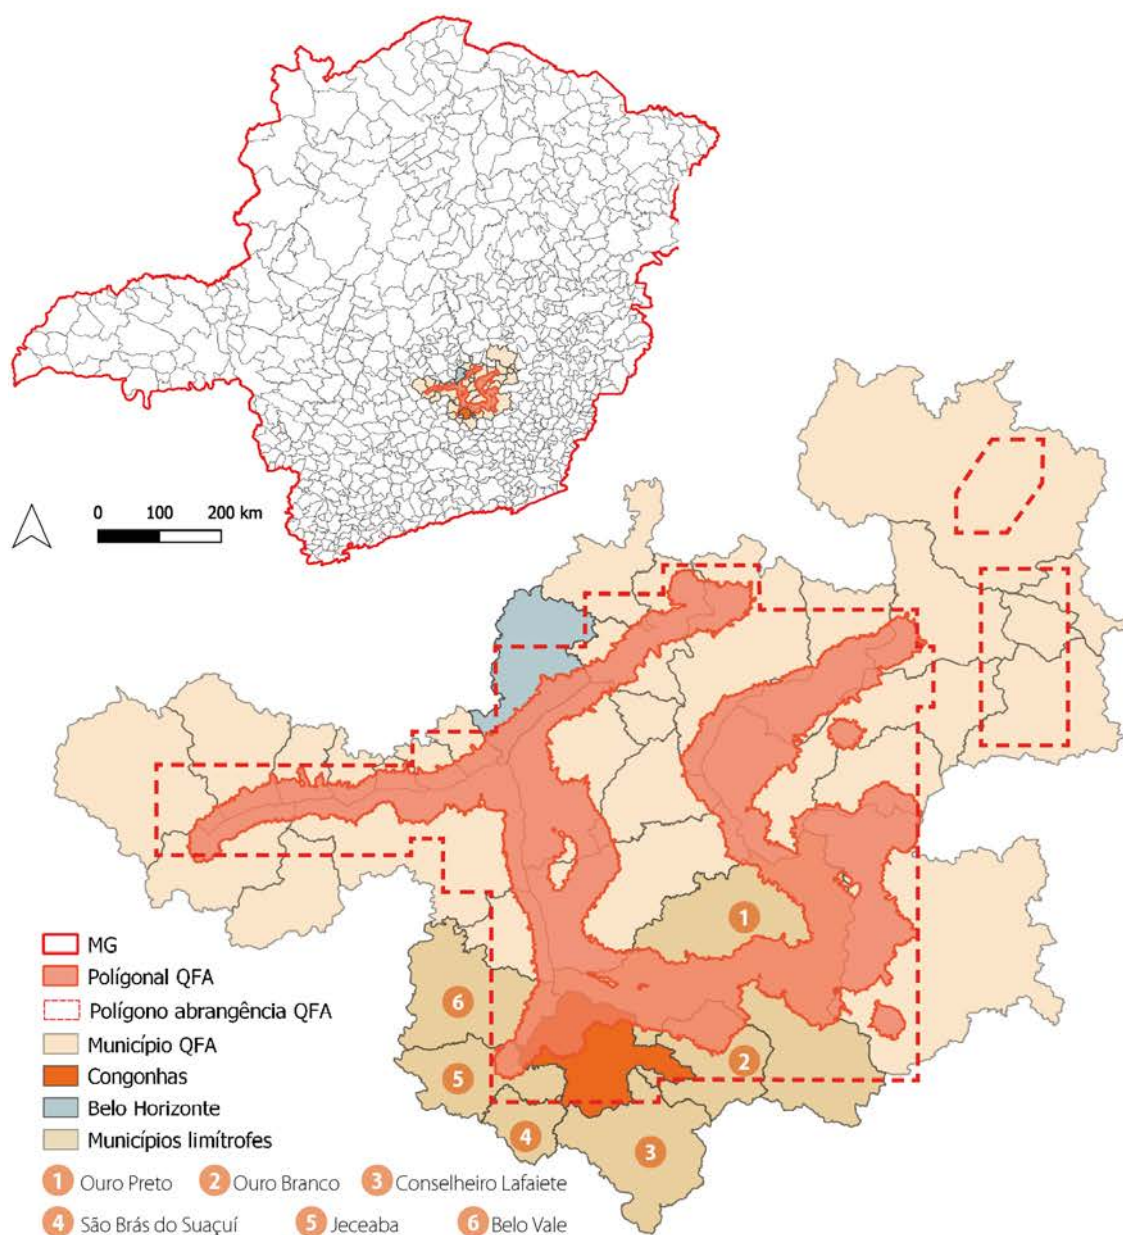 0 100 200 km
1
6
2
5
4
3
MG
Polígonal QFA
Polígono abrangência QFA
Município QFA
Congonhas
Belo Horizonte
Municípios limítrofes
1 Ouro Preto 2 Ouro Branco 3 Conselheiro Lafaiete
4 São Brás do Suaçuí 5 Jeceaba 6 Belo Vale